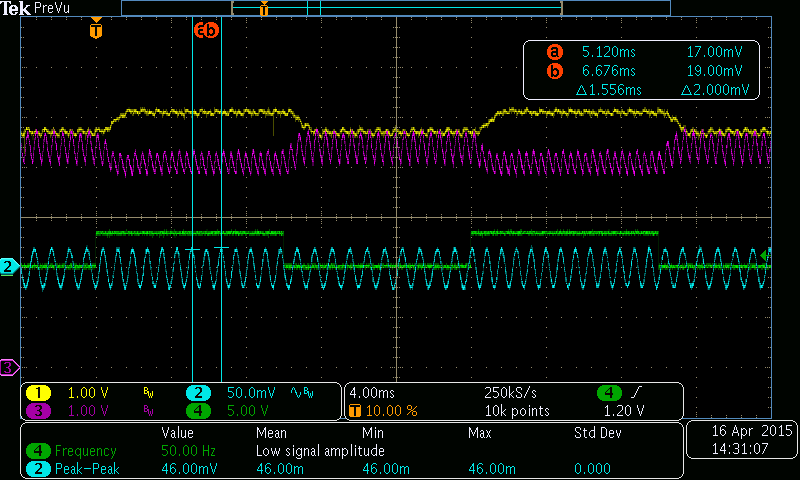 Tek PreVu
T
T
a b
a 5.120ms 17.00mV
b 6.676ms 19.00mV
△1.556ms △2.000mV
2
3
1 1.00 V BW 2 50.0mV BW
3 1.00 V BW 4 5.00 V
4.00ms 250kS/s 4
T 10.00 % 10k points 1.20 V
Value Mean Min Max Std Dev
4 Frequency 50.00 Hz Low signal amplitude
2 Peak-Peak 46.00mV 46.00m 46.00m 46.00m 0.000
16 Apr 2015
14:31:07